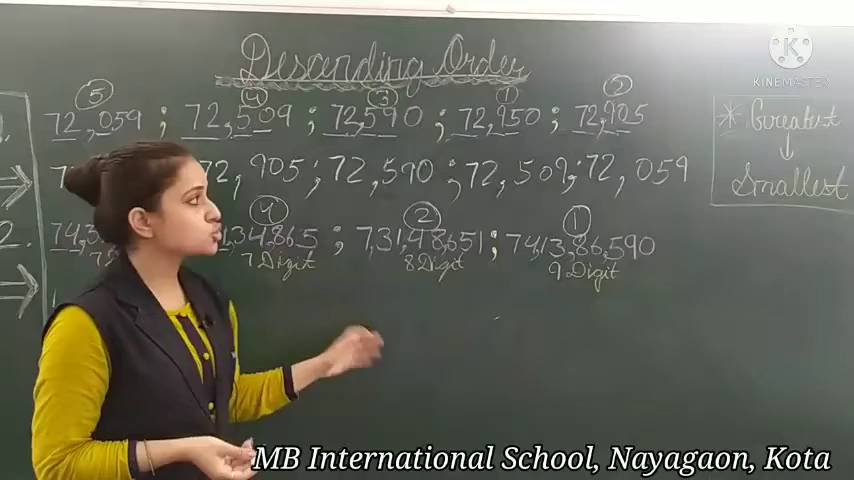 Descending Order
5 4 3 1 2
72,059 ; 72,509 ; 72,590 ; 72,950 ; 72,905
72,905 ; 72,590 ; 72,509 ; 72,059
* Greatest
↓
Smallest
4 2 1
74,3 34,865 ; 7,31,48,651 ; 74,13,86,590
7 Digit 8 Digit 9 Digit
K
KINEMASTER
MB International School, Nayagaon, Kota